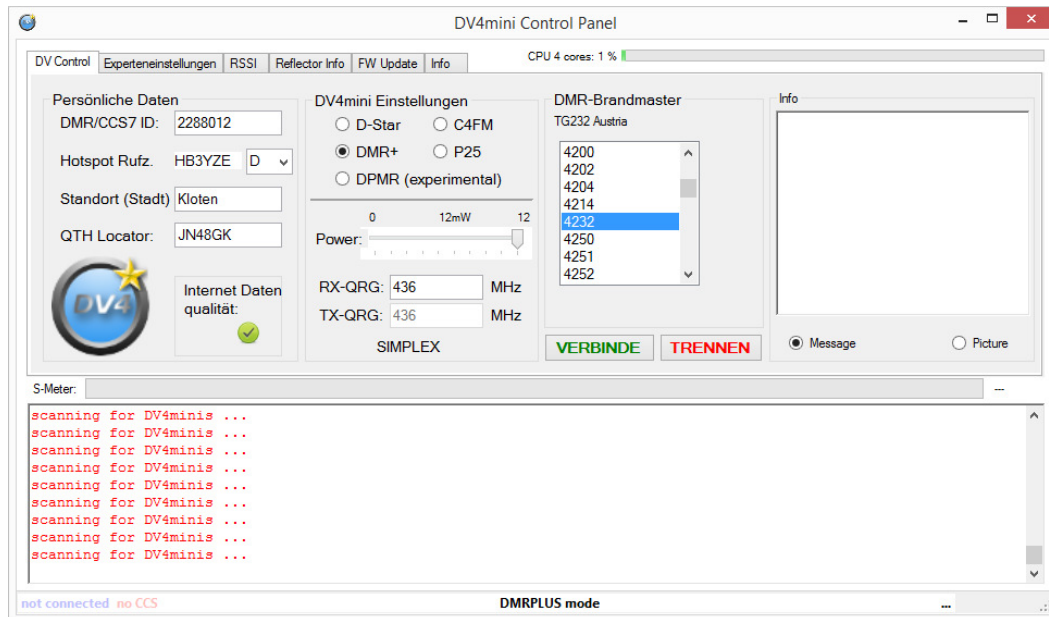 DV4mini Control Panel
DV Control Experteneinstellungen RSSI Reflector Info FW Update Info
CPU 4 cores: 1 %
Persönliche Daten
DMR/CCS7 ID: 2288012
Hotspot Rufz. HB3YZE D
Standort (Stadt) Kloten
QTH Locator: JN48GK
DV4
Internet Daten
qualität:
DV4mini Einstellungen
D-Star C4FM
DMR+ P25
DPMR (experimental)
0 12mW 12
Power:
RX-QRG: 436 MHz
TX-QRG: 436 MHz
SIMPLEX
DMR-Brandmaster
TG232 Austria
4200
4202
4204
4214
4232
4250
4251
4252
VERBINDE TRENNEN
Info
Message Picture
S-Meter: ---
scanning for DV4minis ...
scanning for DV4minis ...
scanning for DV4minis ...
scanning for DV4minis ...
scanning for DV4minis ...
scanning for DV4minis ...
scanning for DV4minis ...
scanning for DV4minis ...
scanning for DV4minis ...
not connected no CCS DMRPLUS mode ...